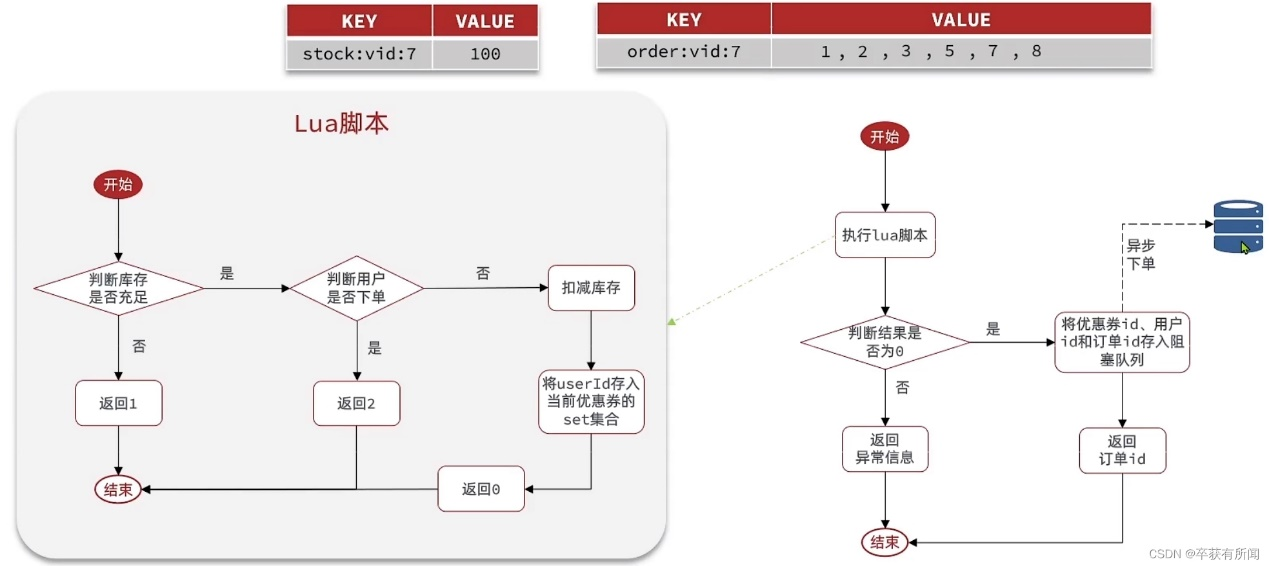 KEY VALUE
stock:vid:7 100
KEY VALUE
order:vid:7 1 , 2 , 3 , 5 , 7 , 8
Lua脚本
开始
判断库存
是否充足
是
判断用户
是否下单
否
扣减库存
否
是
返回1
返回2
将userId存入
当前优惠券的
set集合
返回0
结束
开始
执行lua脚本
判断结果是
否为0
是
将优惠券id、用户
id和订单id存入阻
塞队列
异步
下单
否
返回
异常信息
返回
订单id
结束
CSDN @卒获有所闻